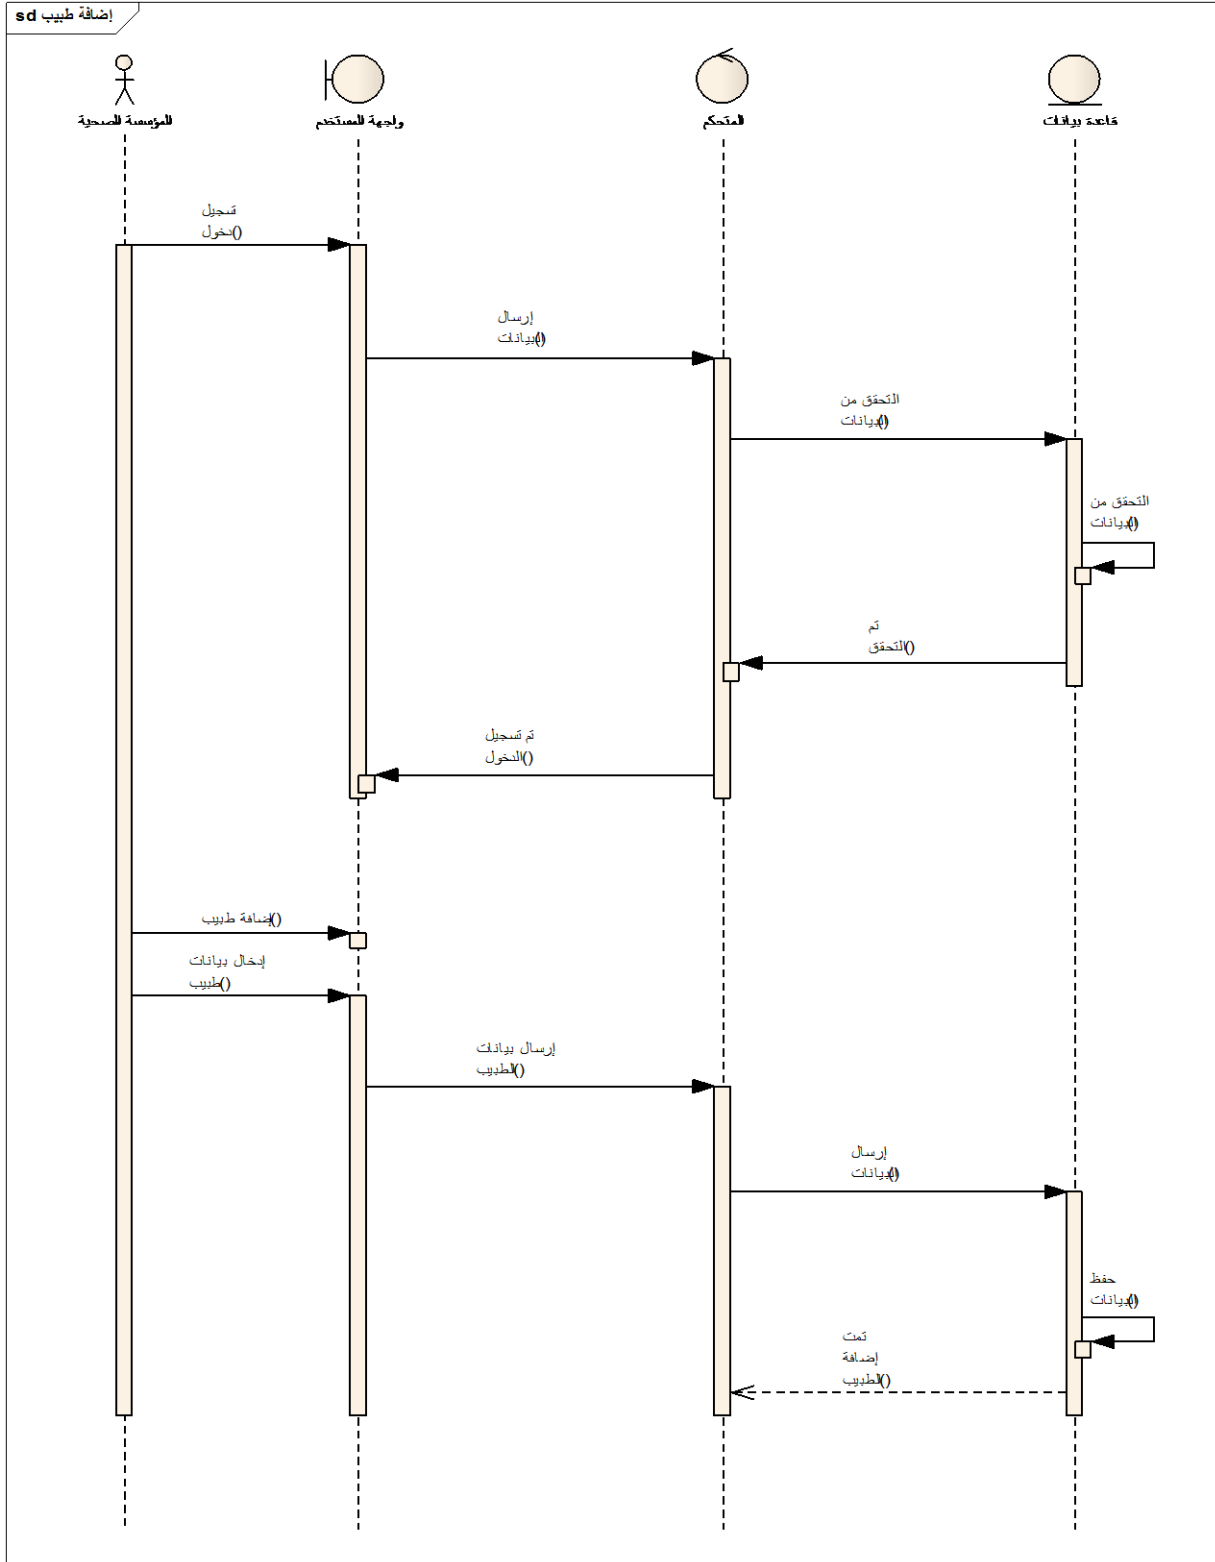 sd إضافة طبيب
المؤسسة الصحية
واجهة المستخدم
المتحكم
قاعدة بيانات
تسجيل
دخول()
إرسال
البيانات()
التحقق من
البيانات()
التحقق من
البيانات()
تم
التحقق()
تم تسجيل
الدخول()
إضافة طبيب()
إدخال بيانات
طبيب()
إرسال بيانات
الطبيب()
إرسال
البيانات()
حفظ
البيانات()
تمت
إضافة
الطبيب()